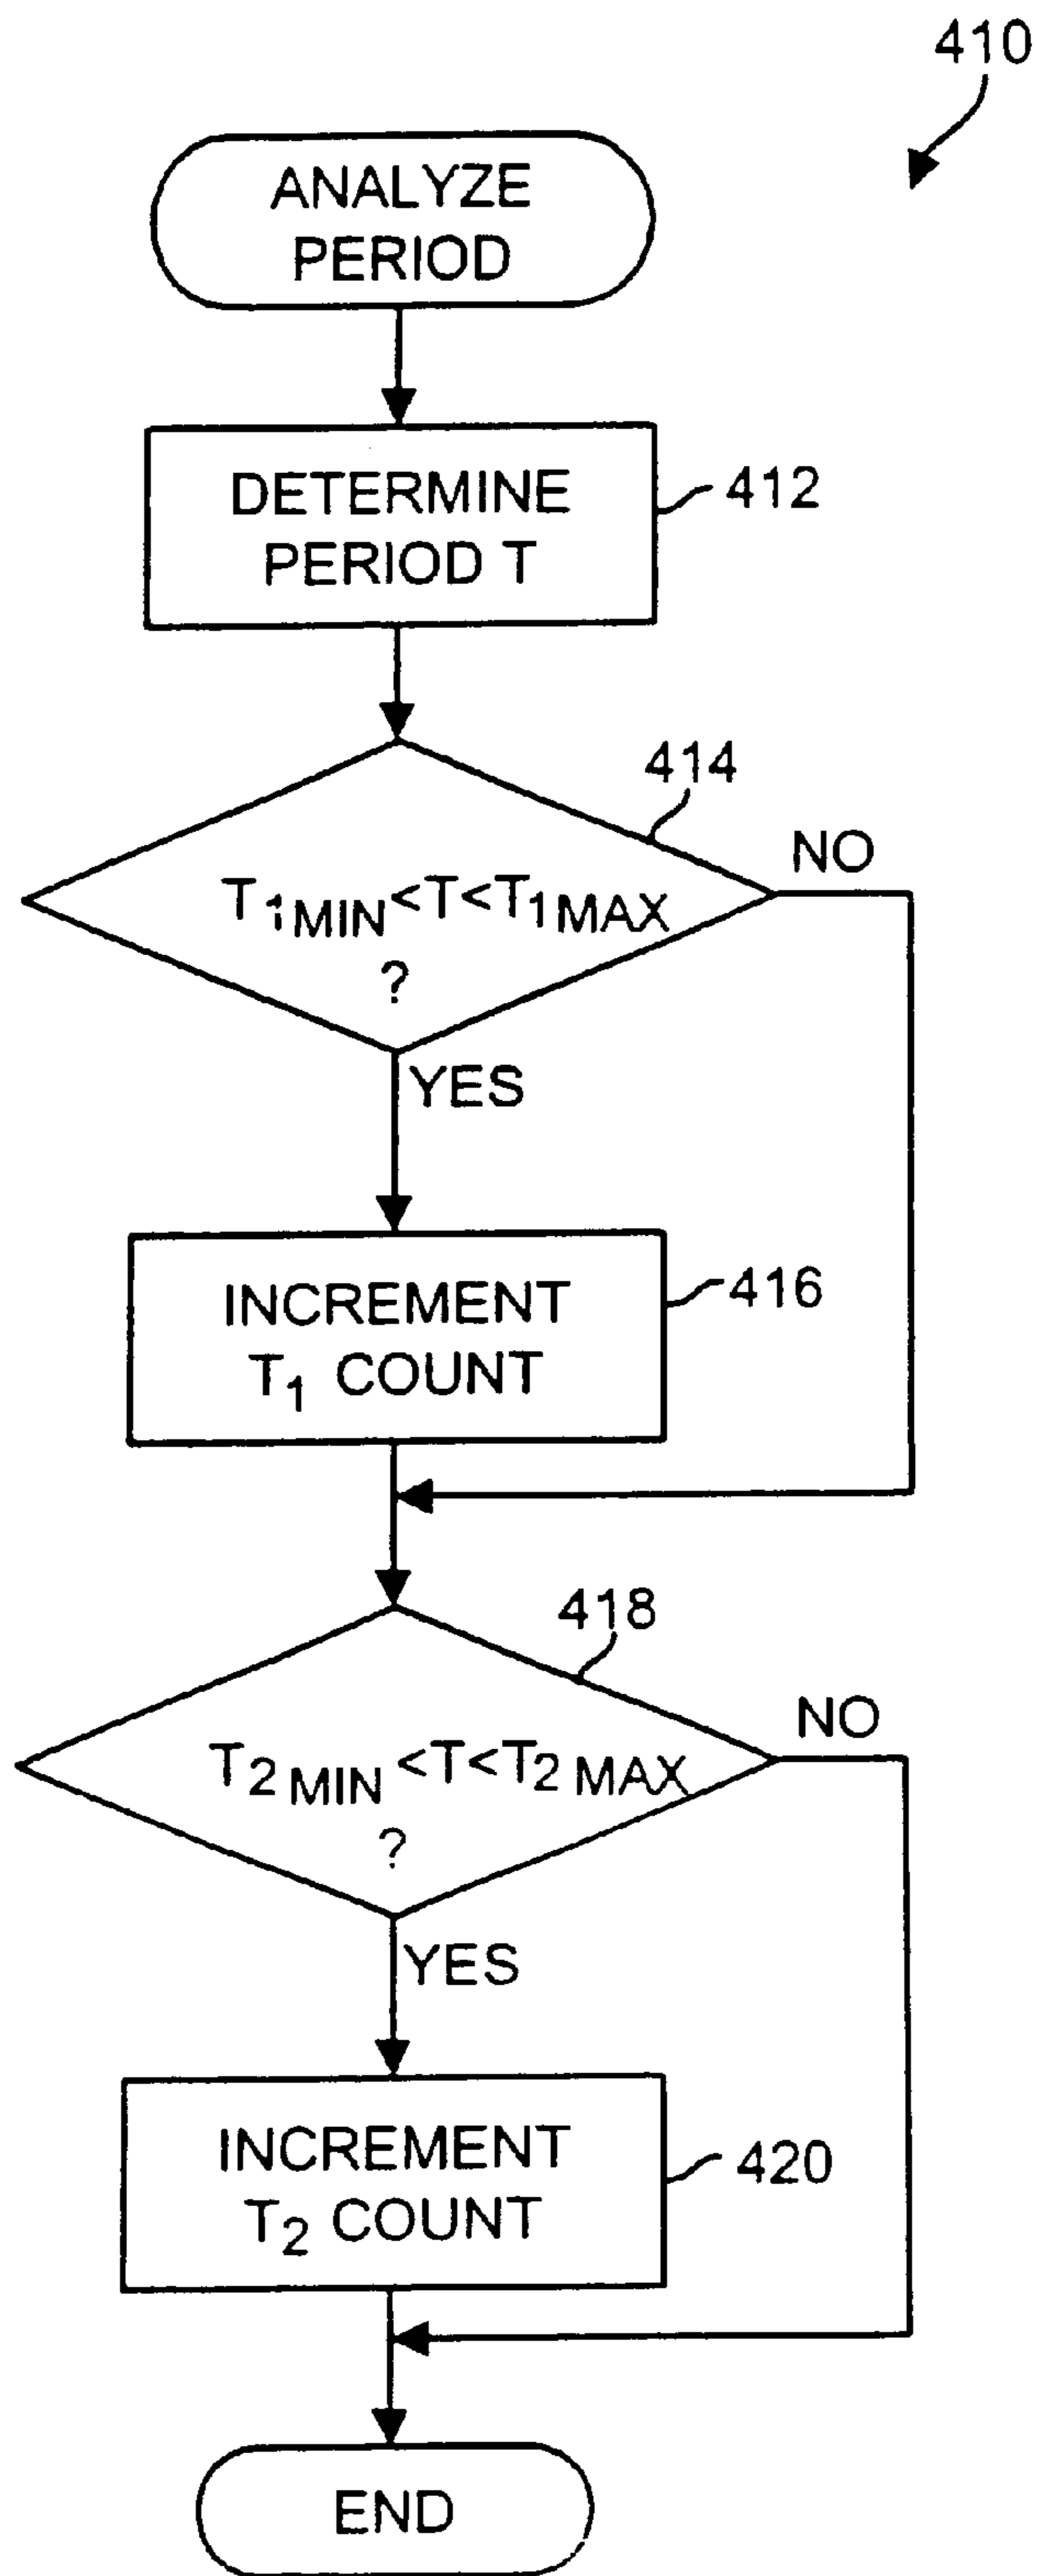 410
ANALYZE
PERIOD
DETERMINE
PERIOD T
412
414
NO
T1MIN<T<T1MAX
?
YES
INCREMENT
T1 COUNT
416
418
NO
T2MIN<T<T2MAX
?
YES
INCREMENT
T2 COUNT
420
END